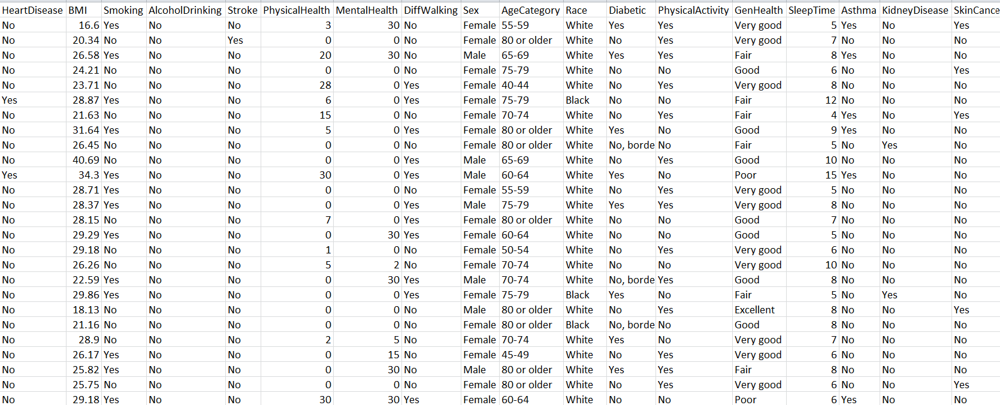 HeartDisease BMI Smoking AlcoholDrinking Stroke PhysicalHealth MentalHealth DiffWalking Sex AgeCategory Race Diabetic PhysicalActivity GenHealth SleepTime Asthma KidneyDisease SkinCance
No 16.6 Yes No No 3 30 No Female 55-59 White Yes Yes Very good 5 Yes No Yes
No 20.34 No No Yes 0 0 No Female 80 or older White No Yes Very good 7 No No No
No 26.58 Yes No No 20 30 No Male 65-69 White Yes Yes Fair 8 Yes No No
No 24.21 No No No 0 0 No Female 75-79 White No No Good 6 No No Yes
No 23.71 No No No 28 0 Yes Female 40-44 White No Yes Very good 8 No No No
Yes 28.87 Yes No No 6 0 Yes Female 75-79 Black No No Fair 12 No No No
No 21.63 No No No 15 0 No Female 70-74 White No Yes Fair 4 Yes No Yes
No 31.64 Yes No No 5 0 Yes Female 80 or older White Yes No Good 9 Yes No No
No 26.45 No No No 0 0 No Female 80 or older White No, borde No Fair 5 No Yes No
No 40.69 No No No 0 0 Yes Male 65-69 White No Yes Good 10 No No No
Yes 34.3 Yes No No 30 0 Yes Male 60-64 White Yes No Poor 15 Yes No No
No 28.71 Yes No No 0 0 No Female 55-59 White No Yes Very good 5 No No No
No 28.37 Yes No No 0 0 Yes Male 75-79 White Yes Yes Very good 8 No No No
No 28.15 No No No 7 0 Yes Female 80 or older White No No Good 7 No No No
No 29.29 Yes No No 0 30 Yes Female 60-64 White No No Good 5 No No No
No 29.18 No No No 1 0 No Female 50-54 White No Yes Very good 6 No No No
No 26.26 No No No 5 2 No Female 70-74 White No No Very good 10 No No No
No 22.59 Yes No No 0 30 Yes Male 70-74 White No, borde Yes Good 8 No No No
No 29.86 Yes No No 0 0 Yes Female 75-79 Black Yes No Fair 5 No Yes No
No 18.13 No No No 0 0 No Male 80 or older White No Yes Excellent 8 No No Yes
No 21.16 No No No 0 0 No Female 80 or older Black No, borde No Good 8 No No No
No 28.9 No No No 2 5 No Female 70-74 White Yes No Very good 7 No No No
No 26.17 Yes No No 0 15 No Female 45-49 White No Yes Very good 6 No No No
No 25.82 Yes No No 0 30 No Male 80 or older White Yes Yes Fair 8 No No No
No 25.75 No No No 0 0 No Female 80 or older White No Yes Very good 6 No No Yes
No 29.18 Yes No No 30 30 Yes Female 60-64 White No No Poor 6 Yes No No